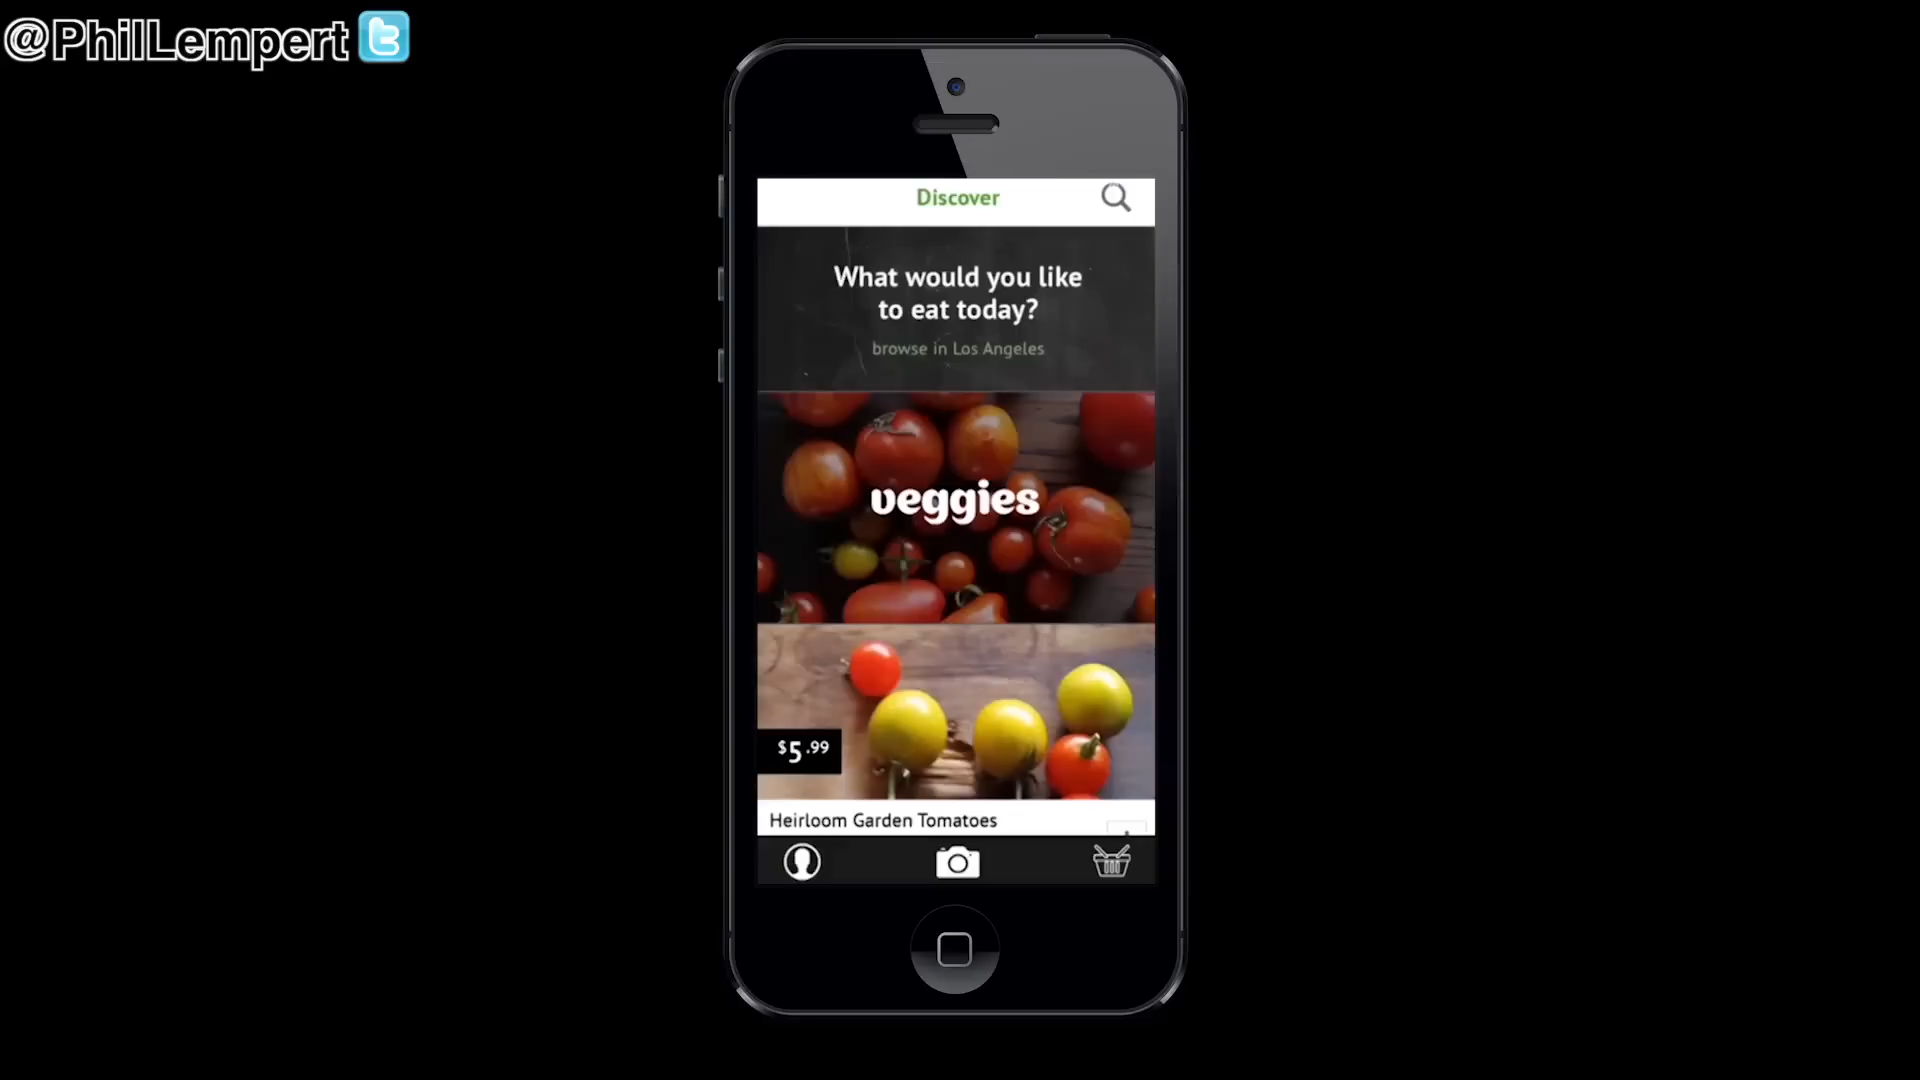 @PhilLempert
Discover
What would you like
to eat today?
browse in Los Angeles
veggies
$5.99
Heirloom Garden Tomatoes